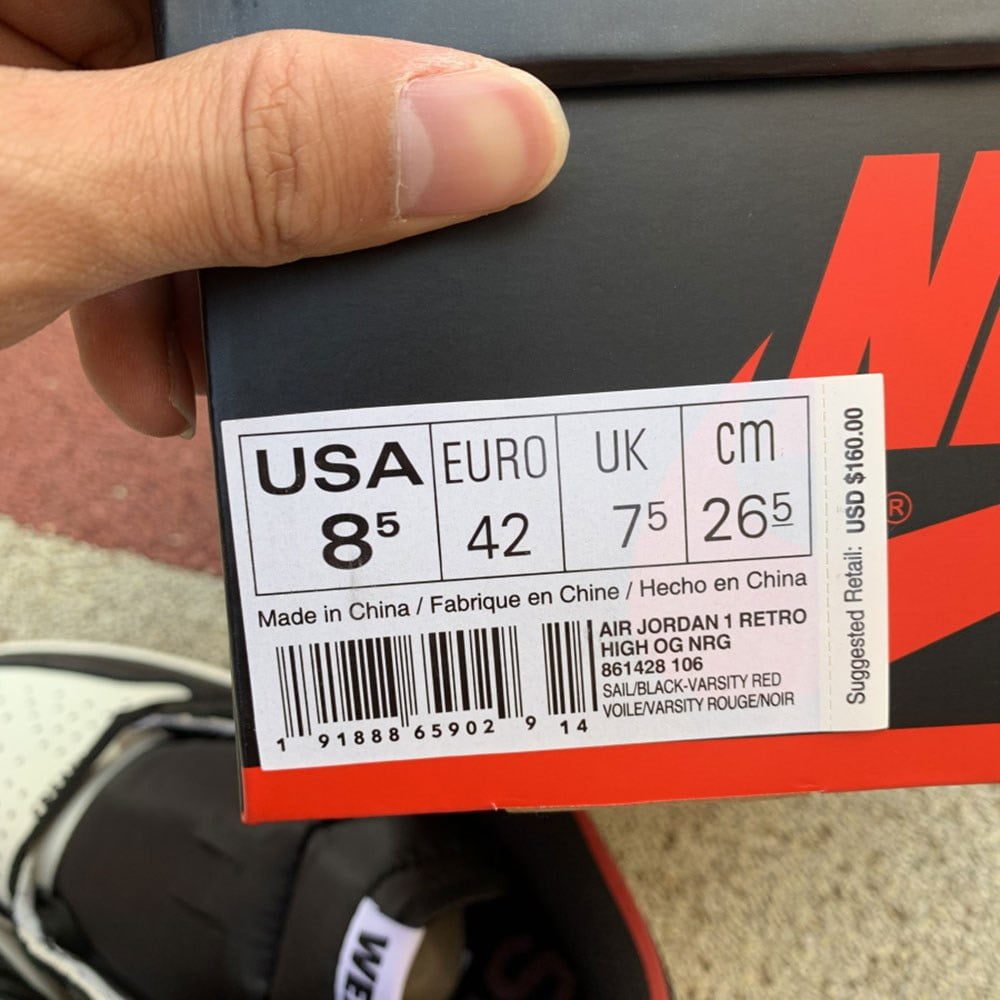 USA EURO UK cm
8⁵ 42 7⁵ 26⁵
Made in China / Fabrique en Chine / Hecho en China
AIR JORDAN 1 RETRO
HIGH OG NRG
861428 106
SAIL/BLACK-VARSITY RED
VOILE/VARSITY ROUGE/NOIR
1 91888 65902 9 14
Suggested Retail: USD $160.00
®